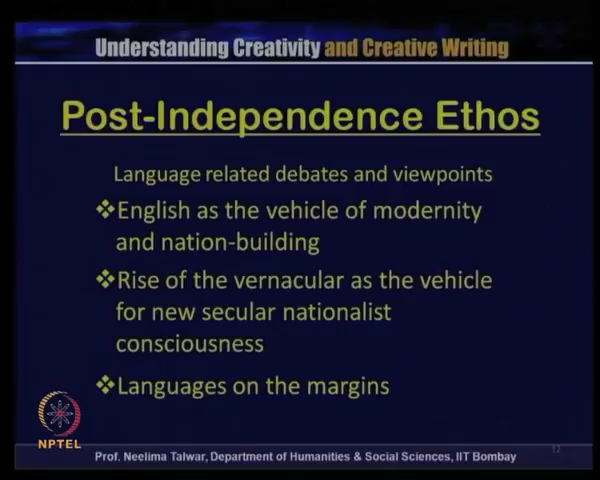 Understanding Creativity and Creative Writing
Post-Independence Ethos
Language related debates and viewpoints
❖English as the vehicle of modernity
and nation-building
❖Rise of the vernacular as the vehicle
for new secular nationalist
consciousness
❖Languages on the margins
NPTEL
Prof. Neelima Talwar, Department of Humanities & Social Sciences, IIT Bombay